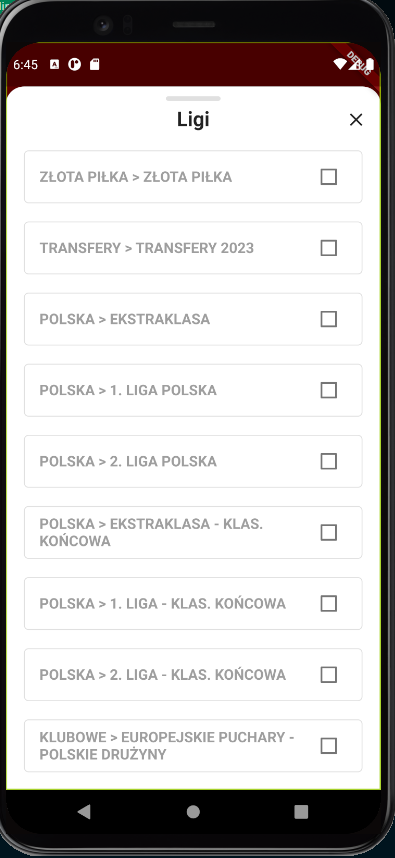 DEBUG
6:45
Ligi
ZŁOTA PIŁKA > ZŁOTA PIŁKA
TRANSFERY > TRANSFERY 2023
POLSKA > EKSTRAKLASA
POLSKA > 1. LIGA POLSKA
POLSKA > 2. LIGA POLSKA
POLSKA > EKSTRAKLASA - KLAS.
KOŃCOWA
POLSKA > 1. LIGA - KLAS. KOŃCOWA
POLSKA > 2. LIGA - KLAS. KOŃCOWA
KLUBOWE > EUROPEJSKIE PUCHARY -
POLSKIE DRUŻYNY